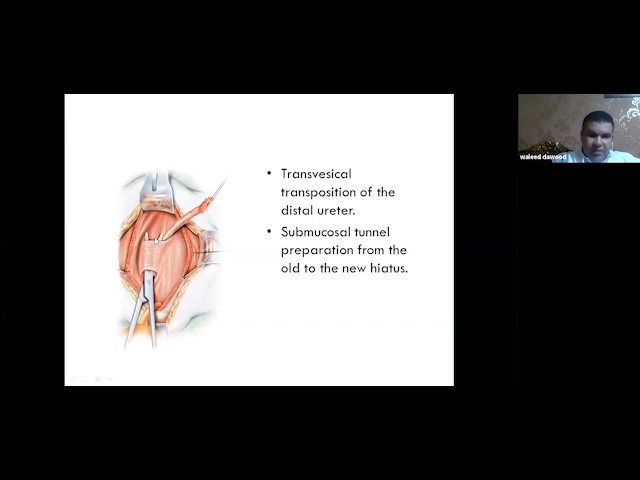 • Transvesical
transposition of the
distal ureter.
• Submucosal tunnel
preparation from the
old to the new hiatus.
waleed dawood